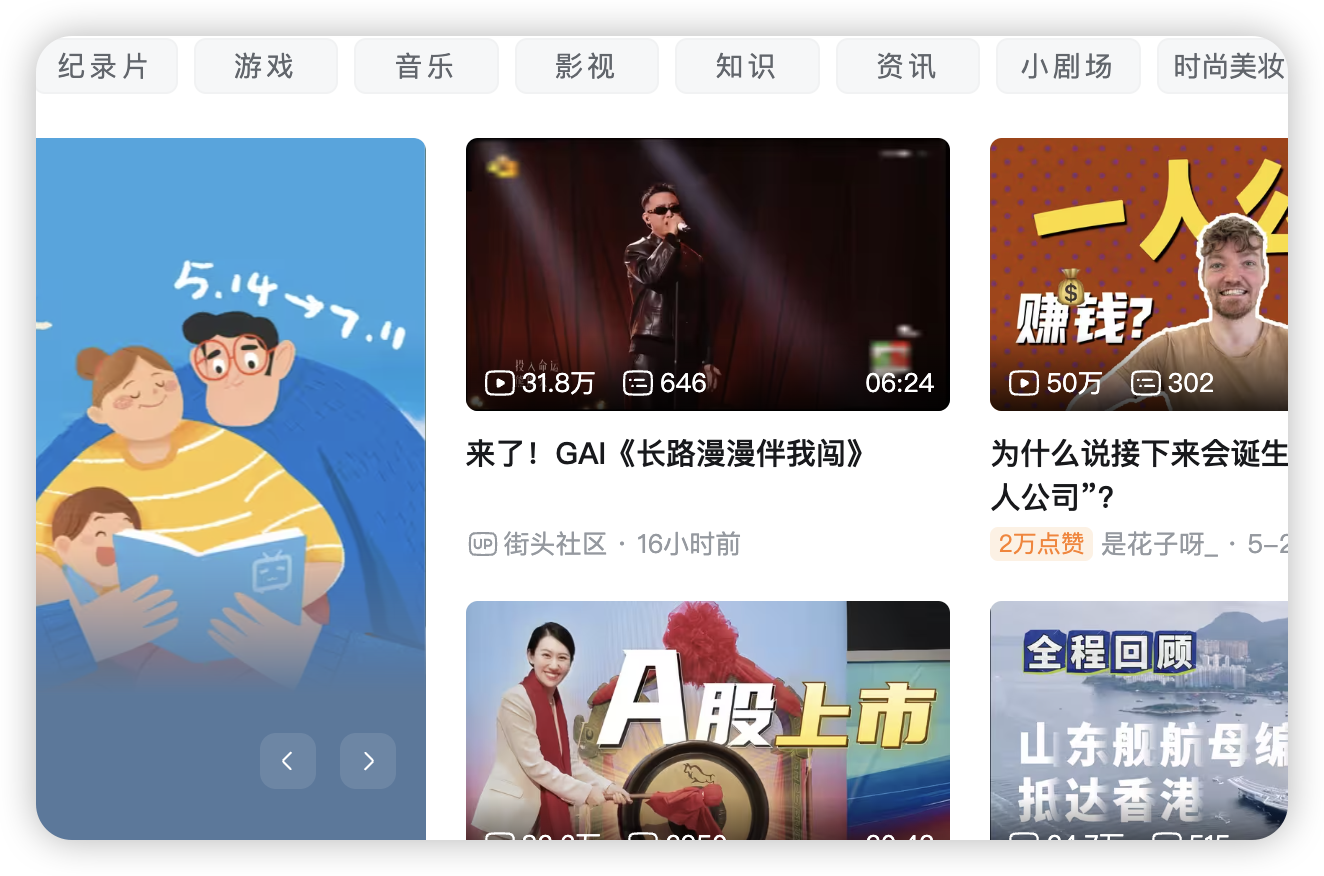 纪录片
游戏
音乐
影视
知识
资讯
小剧场
时尚美妆
5.14→7.11
31.8万
646
06:24
来了！GAI《长路漫漫伴我闯》
UP 街头社区 · 16小时前
一人公
赚钱?
50万
302
为什么说接下来会诞生
人公司”?
2万点赞 是花子呀_ · 5-2
A股上市
全程回顾
山东舰航母编
抵达香港